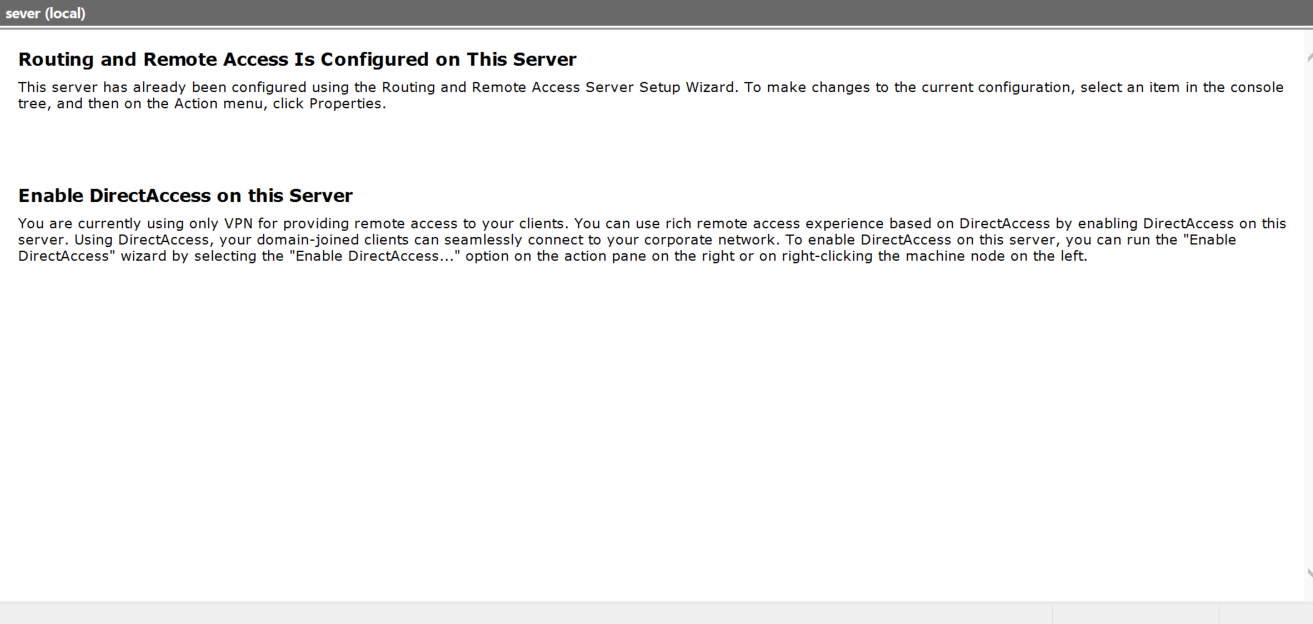 sever (local)
Routing and Remote Access Is Configured on This Server
This server has already been configured using the Routing and Remote Access Server Setup Wizard. To make changes to the current configuration, select an item in the console
tree, and then on the Action menu, click Properties.
Enable DirectAccess on this Server
You are currently using only VPN for providing remote access to your clients. You can use rich remote access experience based on DirectAccess by enabling DirectAccess on this
server. Using DirectAccess, your domain-joined clients can seamlessly connect to your corporate network. To enable DirectAccess on this server, you can run the "Enable
DirectAccess" wizard by selecting the "Enable DirectAccess..." option on the action pane on the right or on right-clicking the machine node on the left.